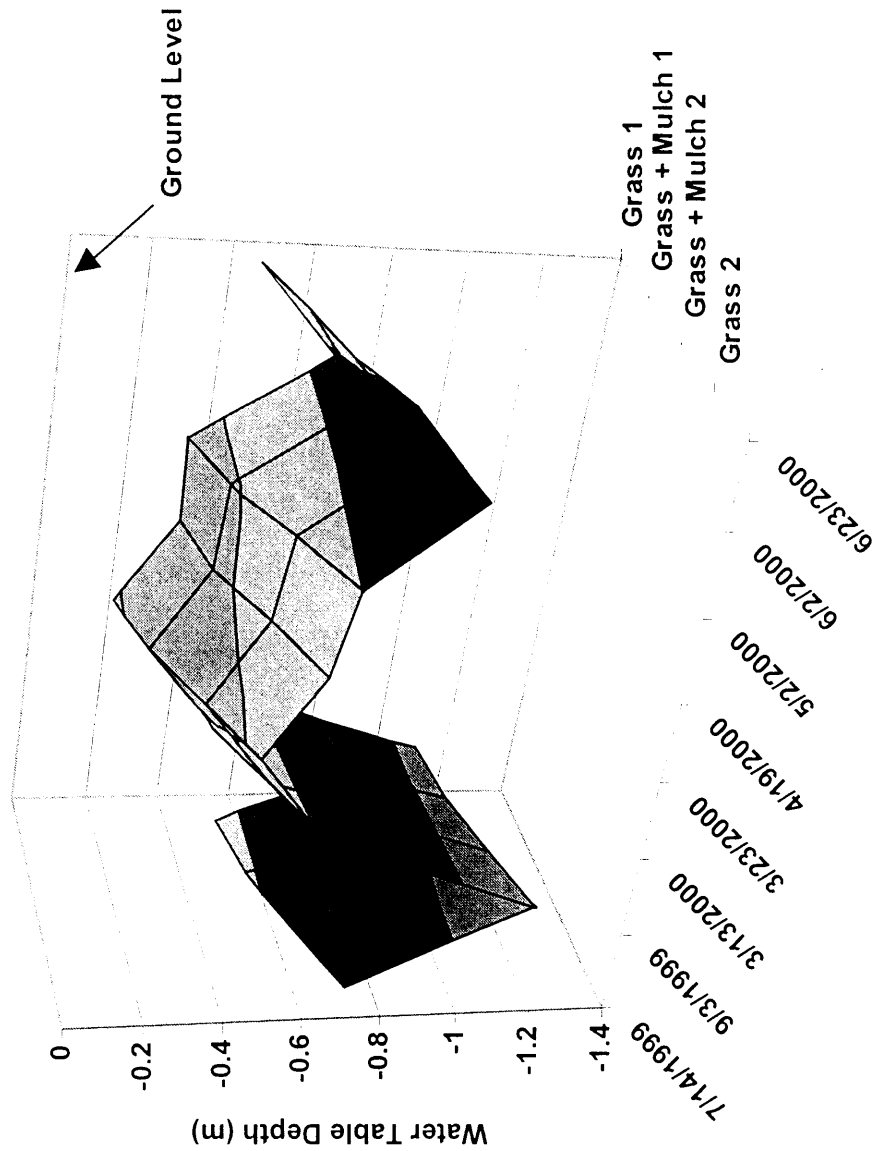 Ground Level
0
-0.2
-0.4
-0.6
-0.8
-1
-1.2
-1.4
Water Table Depth (m)
Grass 1
Grass + Mulch 1
Grass + Mulch 2
Grass 2
7/14/1999
9/3/1999
3/13/2000
3/23/2000
4/19/2000
5/2/2000
6/2/2000
6/23/2000